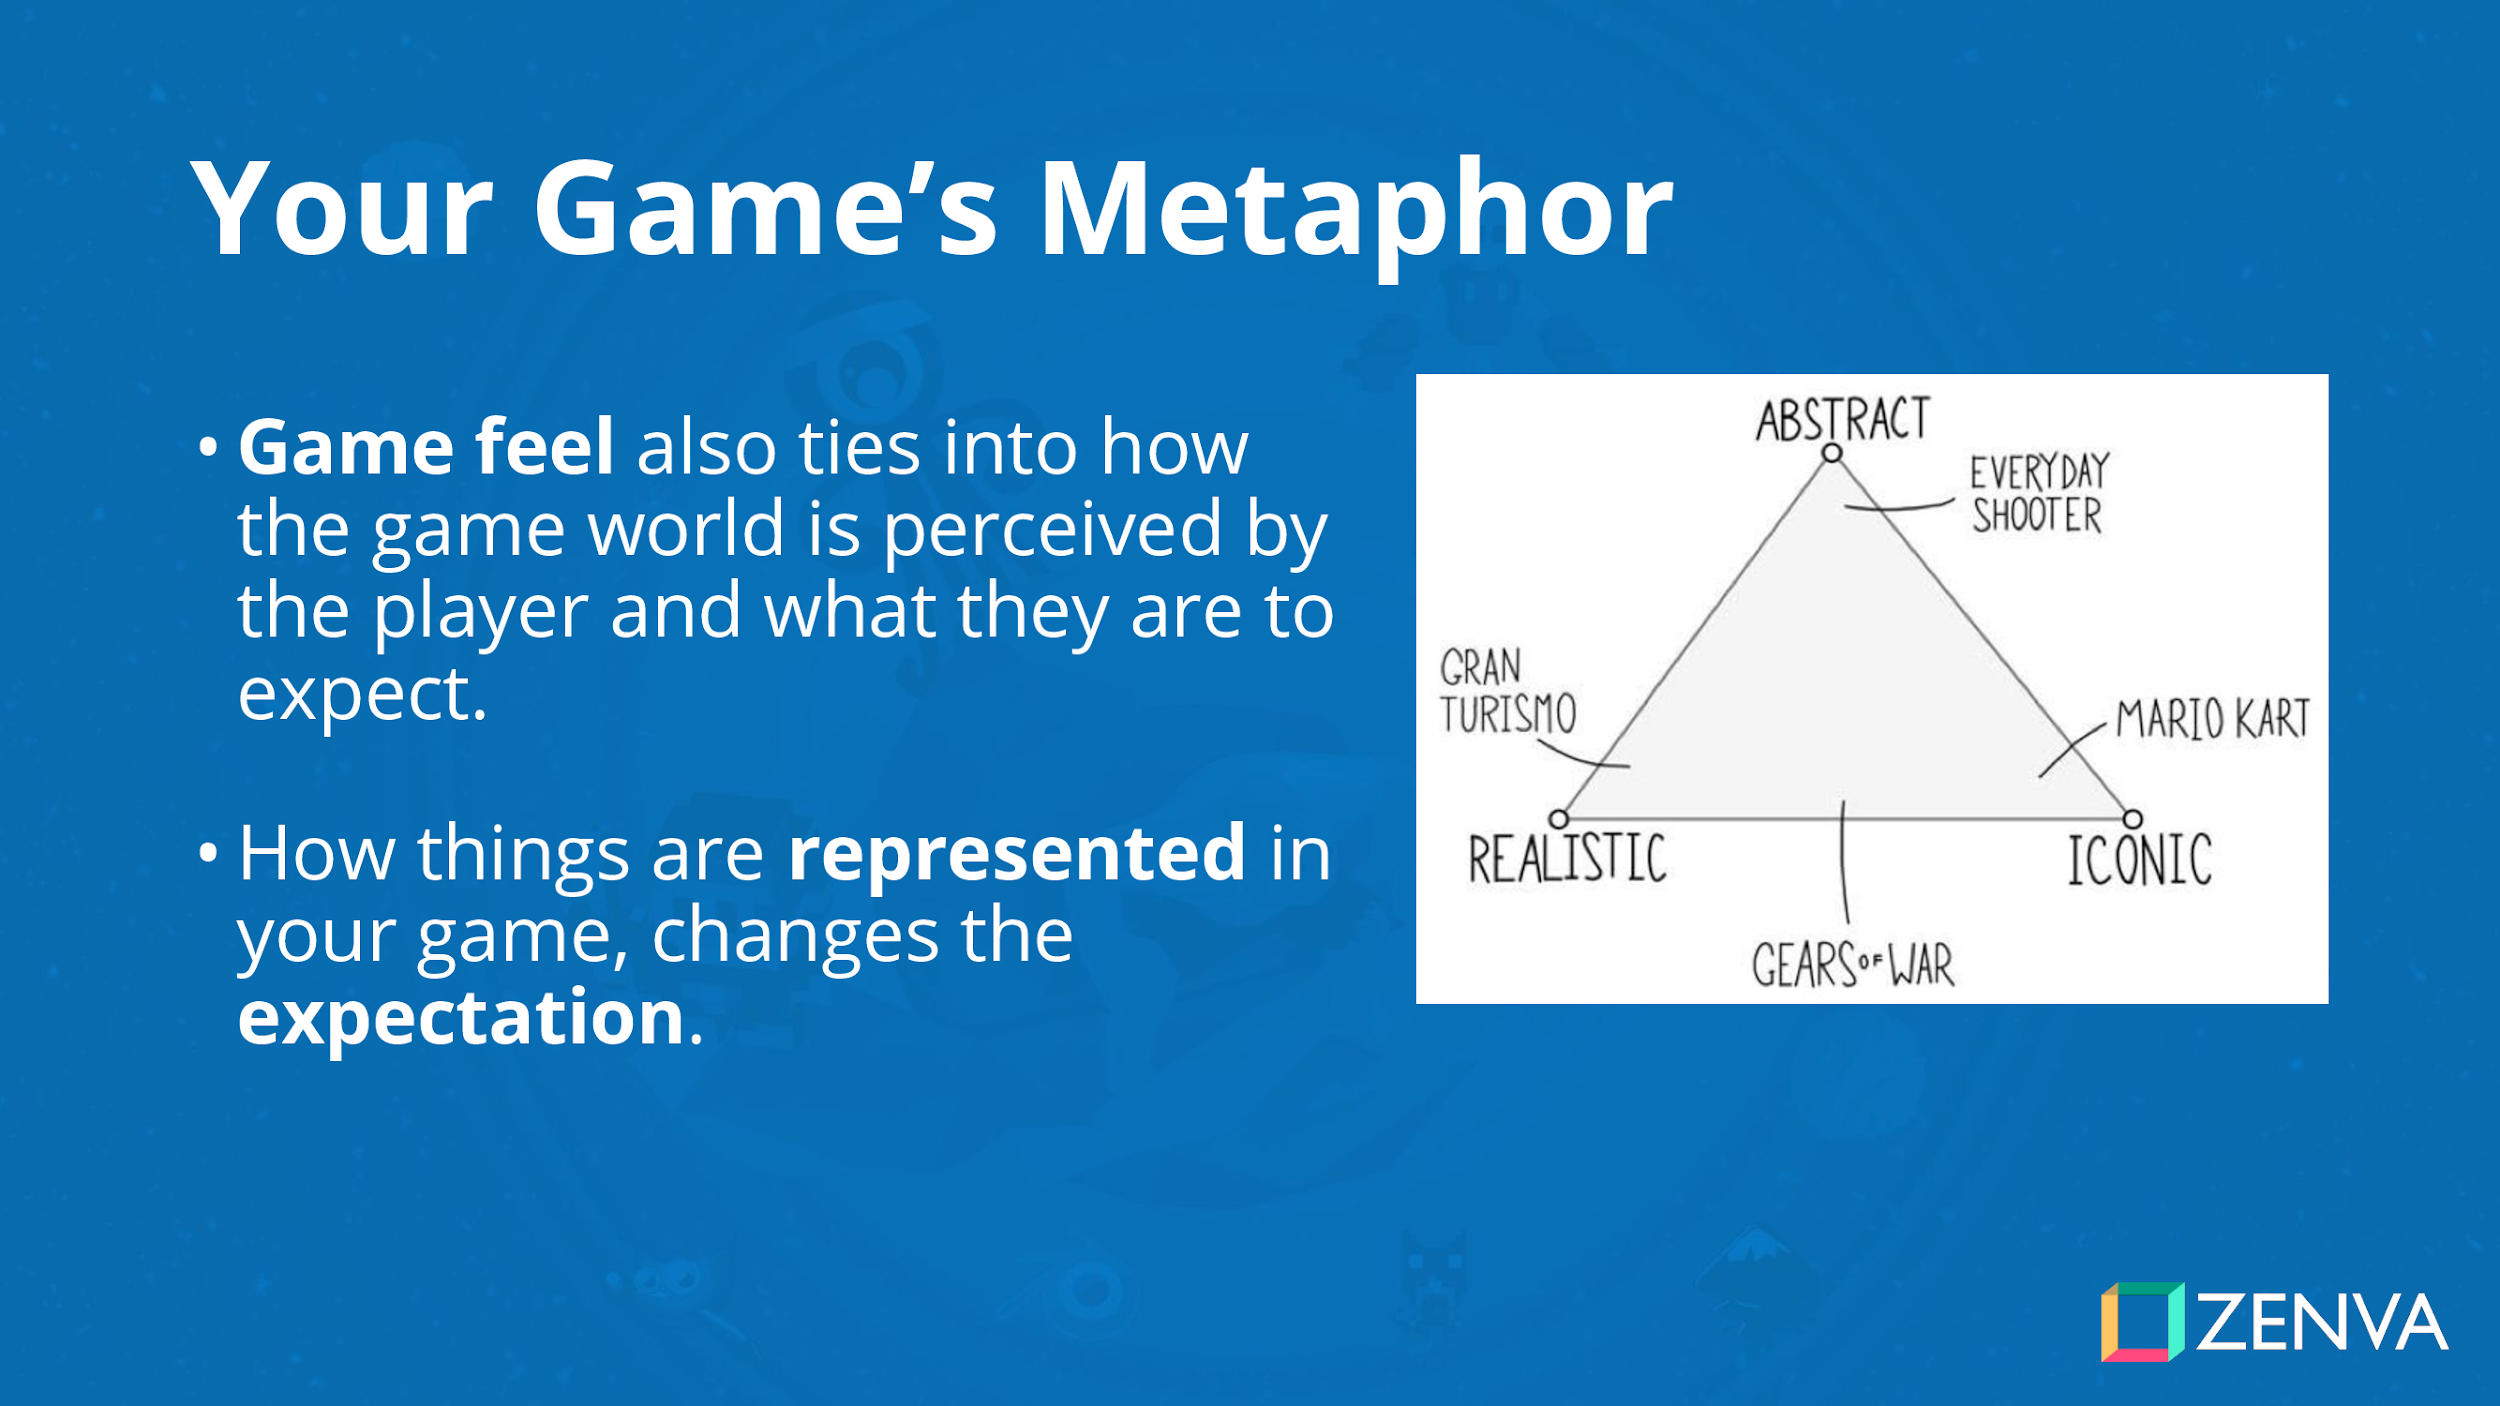 Your Game’s Metaphor
• Game feel also ties into how
the game world is perceived by
the player and what they are to
expect.
• How things are represented in
your game, changes the
expectation.
ABSTRACT
EVERYDAY
SHOOTER
GRAN
TURISMO
MARIO KART
REALISTIC
ICONIC
GEARS OF WAR
ZENVA